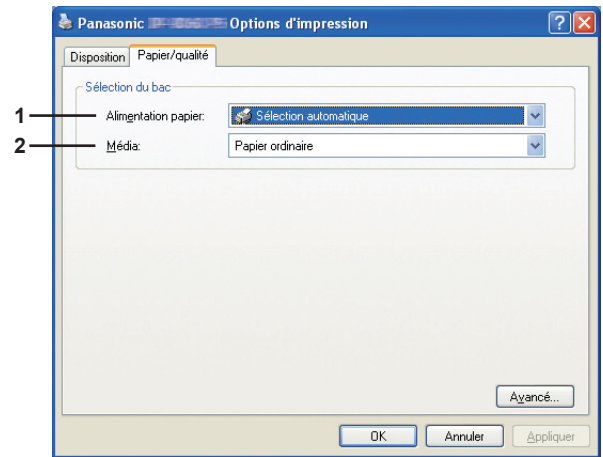 Panasonic Options d'impression
Disposition Papier/qualité
Sélection du bac
1 Alimentation papier: Sélection automatique
2 Média: Papier ordinaire
Avancé...
OK Annuler Appliquer